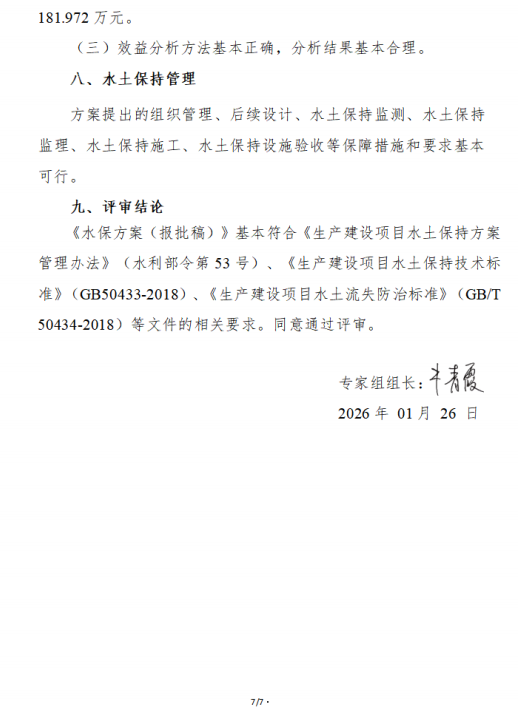 181.972 万元。
（三）效益分析方法基本正确，分析结果基本合理。
八、水土保持管理
方案提出的组织管理、后续设计、水土保持监测、水土保持
监理、水土保持施工、水土保持设施验收等保障措施和要求基本
可行。
九、评审结论
《水保方案（报批稿）》基本符合《生产建设项目水土保持方案
管理办法》（水利部令第 53 号）、《生产建设项目水土保持技术标
准》（GB50433-2018）、《生产建设项目水土流失防治标准》（GB/T
50434-2018）等文件的相关要求。同意通过评审。
专家组组长：青霞
2026 年 01 月 26 日
7/7